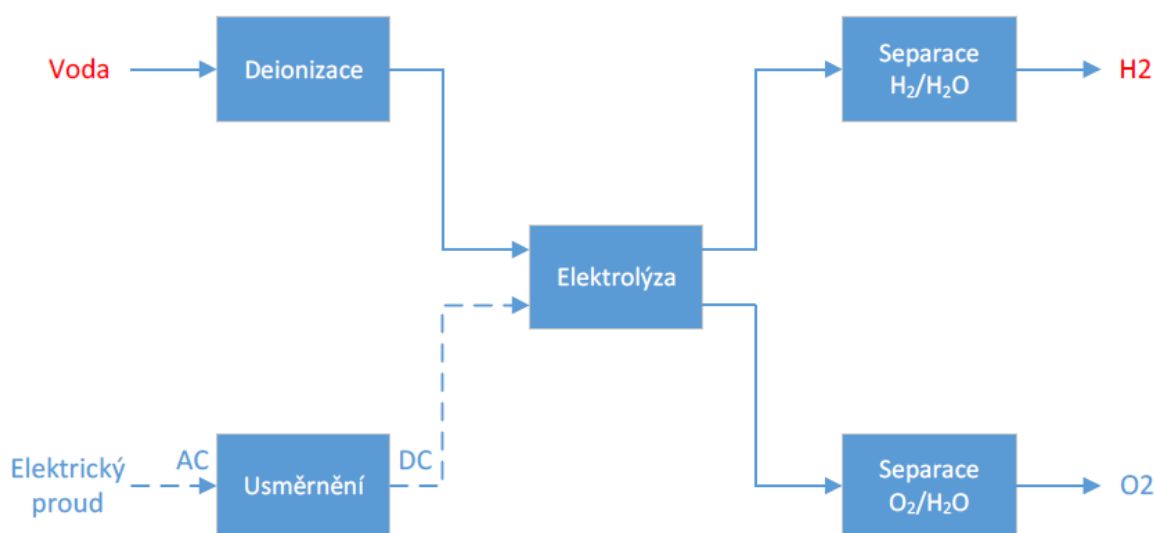 Voda
Deionizace
Separace
H₂/H₂O
H2
Elektrolýza
Elektrický
proud
AC
Usměrnění
DC
Separace
O₂/H₂O
O2